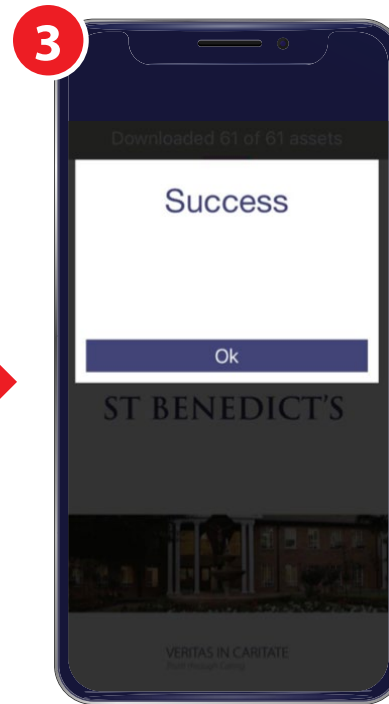 3
Downloaded 61 of 61 assets
Success
Ok
ST BENEDICT'S
VERITAS IN CARITATE